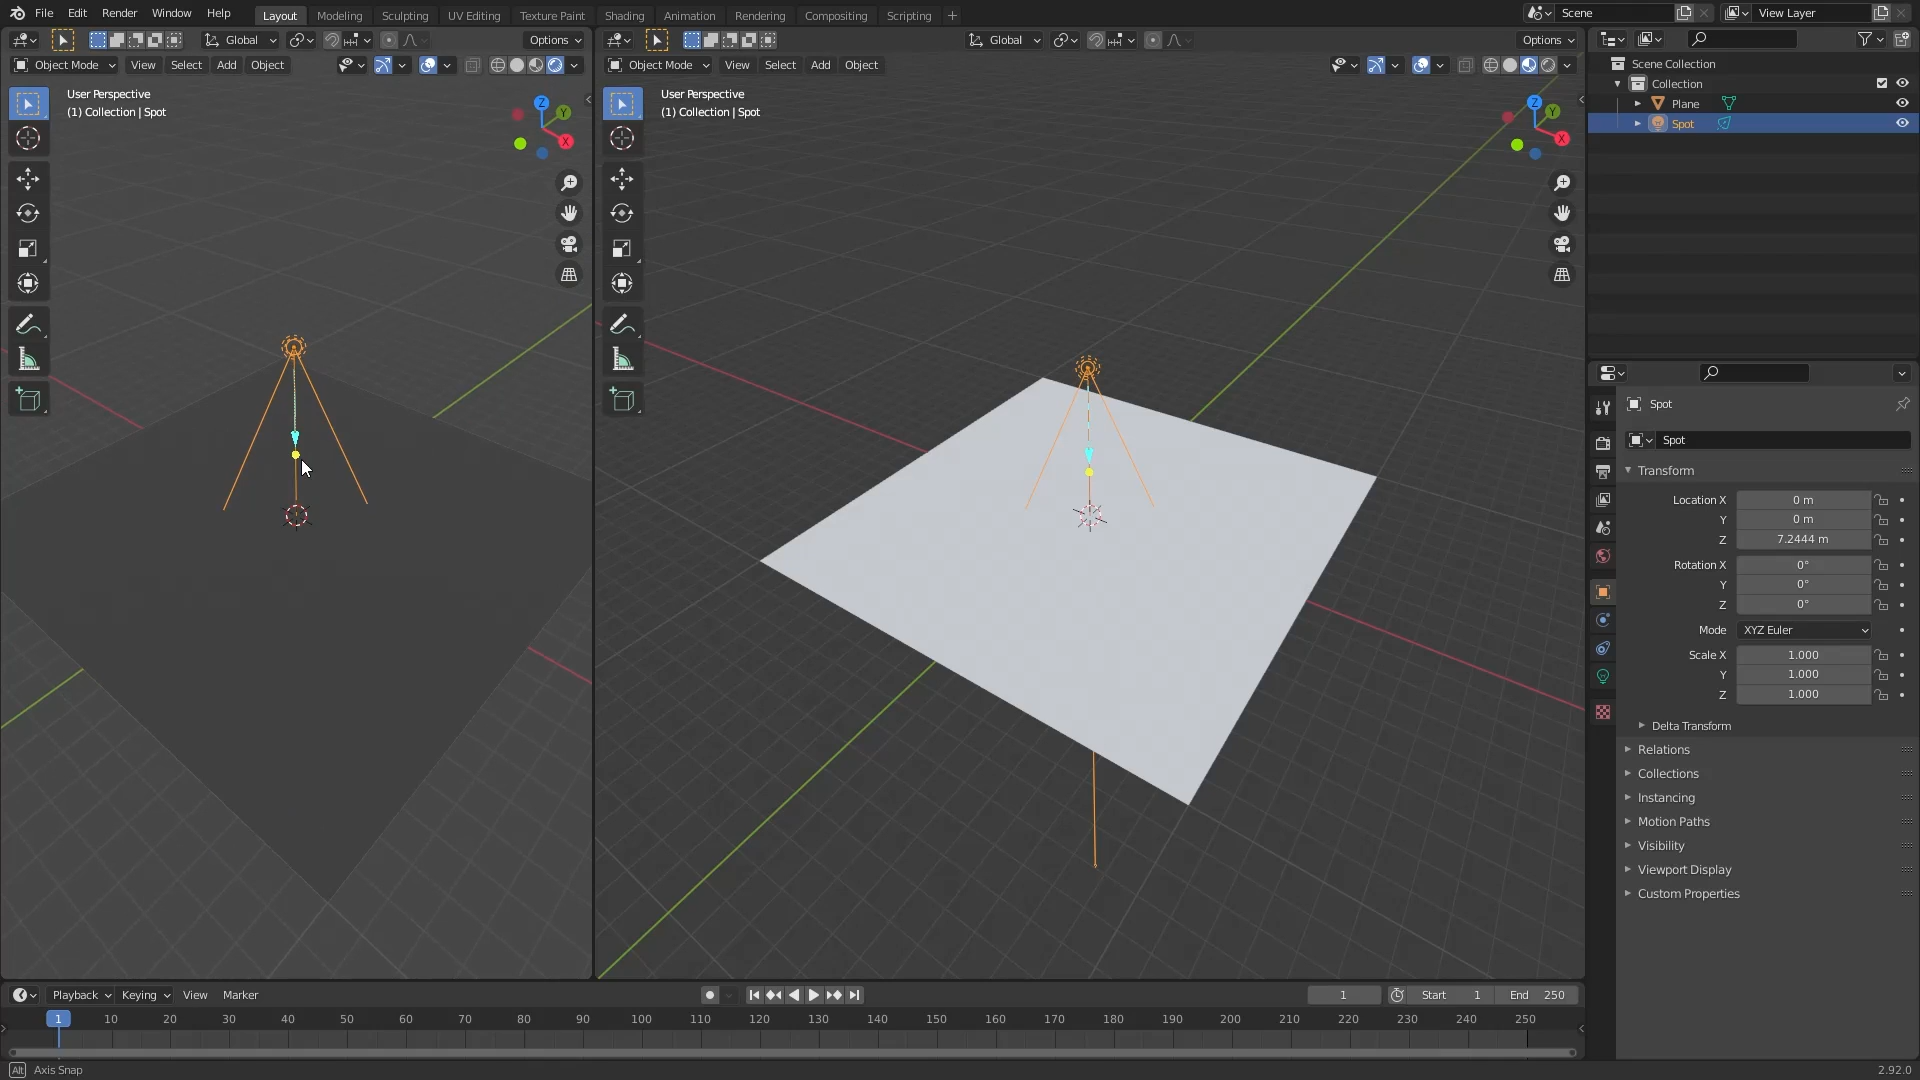 File Edit Render Window Help Layout Modeling Sculpting UV Editing Texture Paint Shading Animation Rendering Compositing Scripting + Scene View Layer
Global Options
Object Mode View Select Add Object
User Perspective
(1) Collection | Spot
Z
Y
X
Global Options
Object Mode View Select Add Object
User Perspective
(1) Collection | Spot
Z
Y
X
Scene Collection
Collection
Plane
Spot
Spot
Spot
Transform
Location X 0 m
Y 0 m
Z 7.2444 m
Rotation X 0°
Y 0°
Z 0°
Mode XYZ Euler
Scale X 1.000
Y 1.000
Z 1.000
Delta Transform
Relations
Collections
Instancing
Motion Paths
Visibility
Viewport Display
Custom Properties
Playback Keying View Marker 1 Start 1 End 250
1 10 20 30 40 50 60 70 80 90 100 110 120 130 140 150 160 170 180 190 200 210 220 230 240 250
Alt Axis Snap 2.92.0